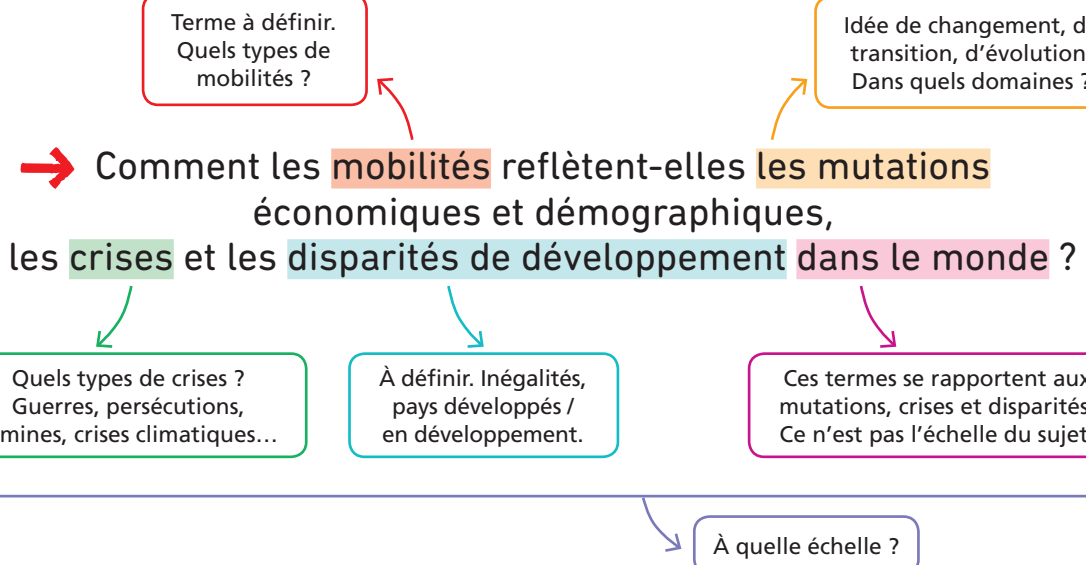 Terme à définir.
Quels types de
mobilités ?
Idée de changement, d
transition, d'évolution
Dans quels domaines ?
Comment les mobilités reflètent-elles les mutations
économiques et démographiques,
les crises et les disparités de développement dans le monde ?
Quels types de crises ?
Guerres, persécutions,
mines, crises climatiques…
À définir. Inégalités,
pays développés /
en développement.
Ces termes se rapportent aux
mutations, crises et disparités
Ce n'est pas l'échelle du sujet
À quelle échelle ?